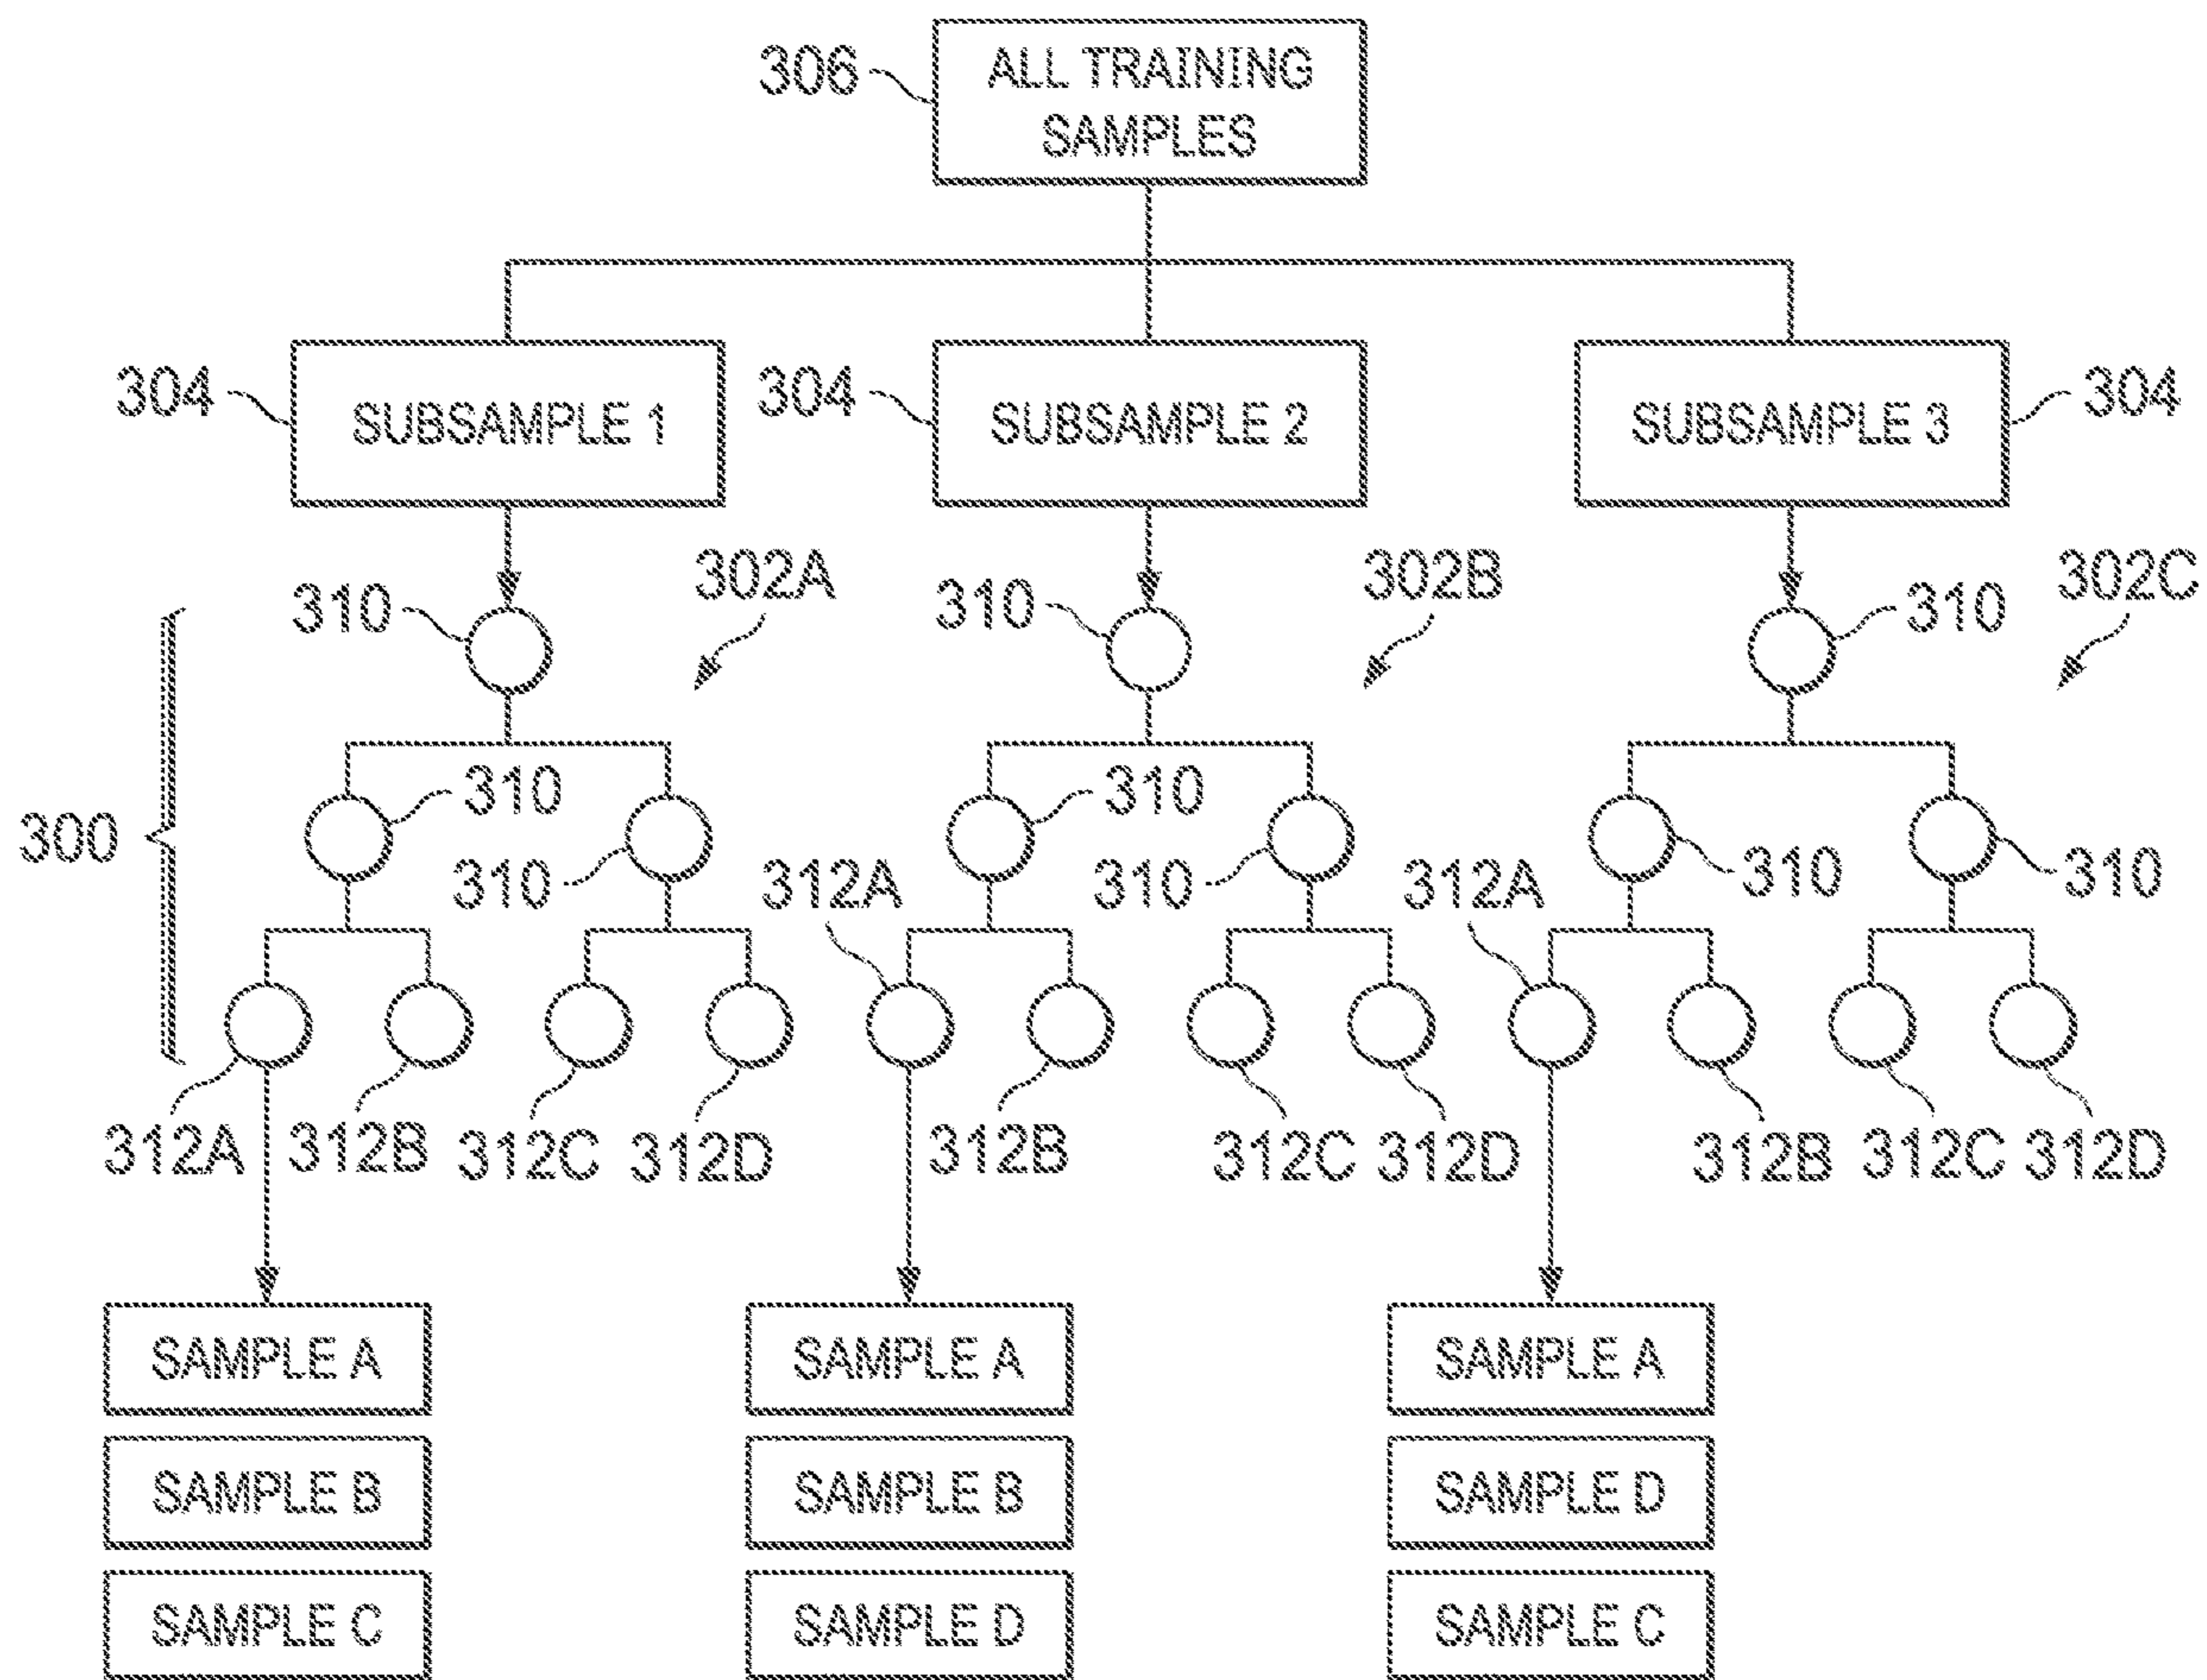 306
ALL TRAINING
SAMPLES
304
SUBSAMPLE 1
304
SUBSAMPLE 2
SUBSAMPLE 3
304
310
302A
310
302B
310
302C
300
310
310
310
310
310
310
312A
312A
312A
312B
312C
312D
312B
312C
312D
312B
312C
312D
SAMPLE A
SAMPLE A
SAMPLE A
SAMPLE B
SAMPLE B
SAMPLE D
SAMPLE C
SAMPLE D
SAMPLE C